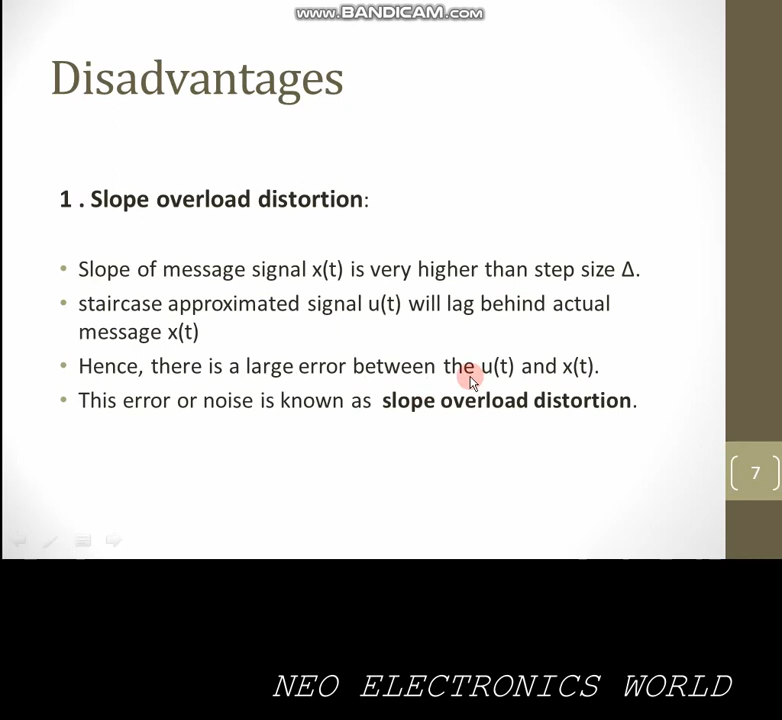 www.BANDICAM.com
Disadvantages
1 . Slope overload distortion:
• Slope of message signal x(t) is very higher than step size Δ.
• staircase approximated signal u(t) will lag behind actual
message x(t)
• Hence, there is a large error between the u(t) and x(t).
• This error or noise is known as slope overload distortion.
7
NEO ELECTRONICS WORLD